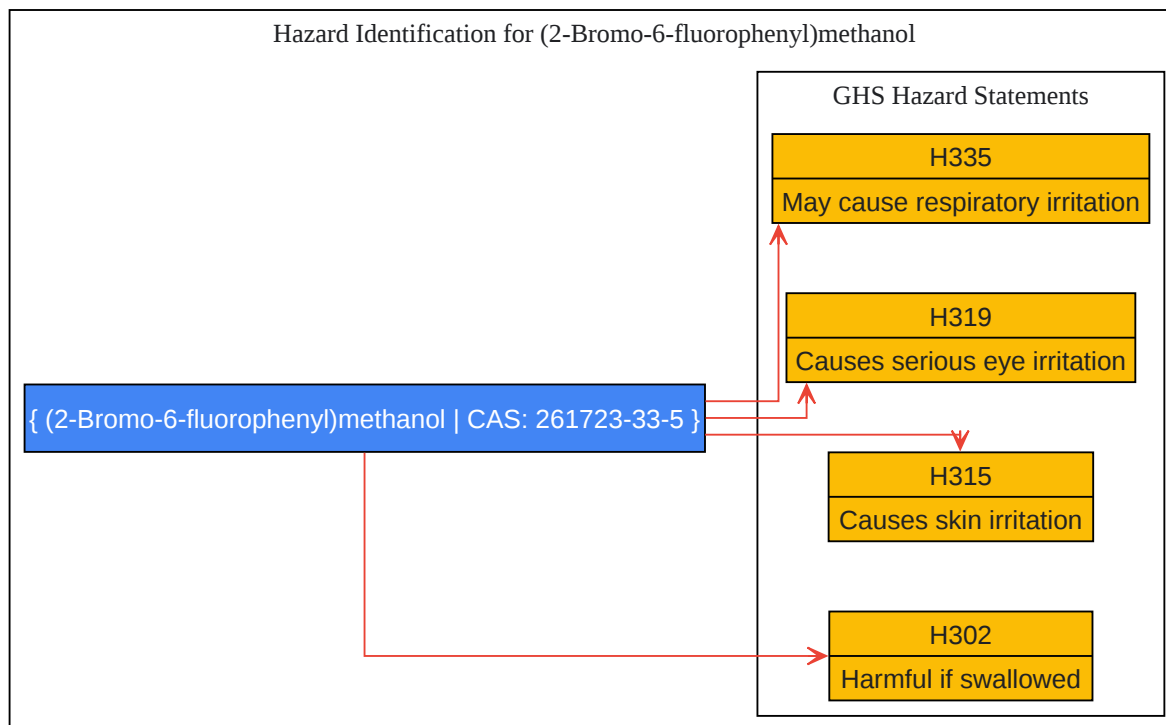 Hazard Identification for (2-Bromo-6-fluorophenyl)methanol
GHS Hazard Statements
H335
May cause respiratory irritation
H319
Causes serious eye irritation
{ (2-Bromo-6-fluorophenyl)methanol | CAS: 261723-33-5 }
H315
Causes skin irritation
H302
Harmful if swallowed